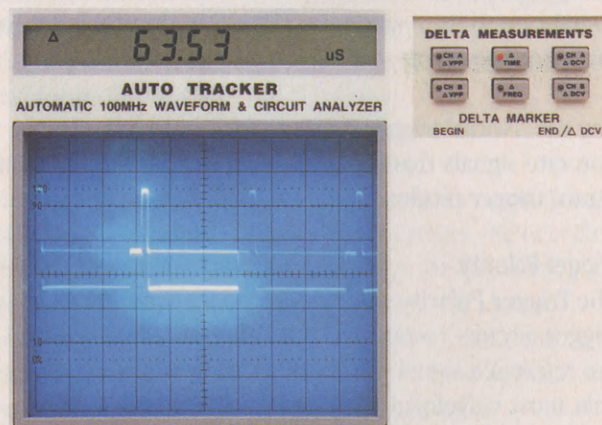 Δ 63.53 uS
AUTO TRACKER
AUTOMATIC 100MHz WAVEFORM & CIRCUIT ANALYZER
DELTA MEASUREMENTS
CH A Δ VPP
Δ TIME
CH A Δ DCV
CH B Δ VPP
Δ FREQ
CH B Δ DCV
DELTA MARKER
BEGIN END/Δ DCV